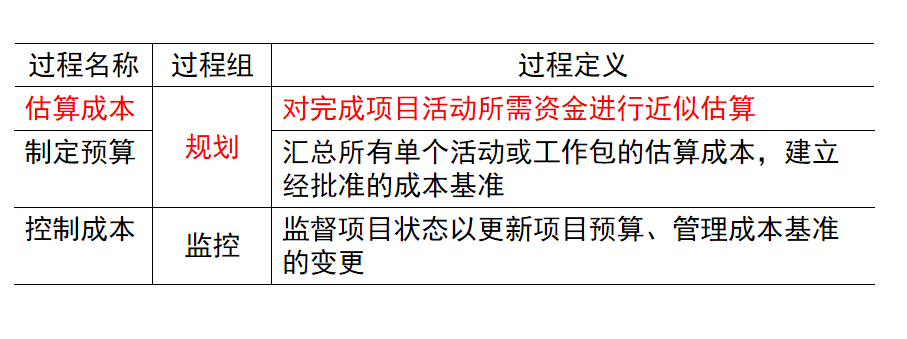 过程名称 过程组 过程定义
估算成本 规划 对完成项目活动所需资金进行近似估算
制定预算 汇总所有单个活动或工作包的估算成本，建立
经批准的成本基准
控制成本 监控 监督项目状态以更新项目预算、管理成本基准
的变更